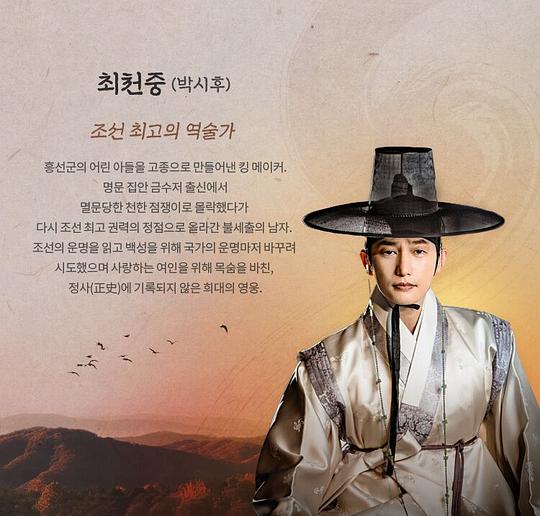 최천중 (박시후)
조선 최고의 역술가
흥선군의 어린 아들을 고종으로 만들어낸 킹 메이커.
명문 집안 금수저 출신에서
멸문당한 천한 점쟁이로 몰락했다가
다시 조선 최고 권력의 정점으로 올라간 불세출의 남자.
조선의 운명을 읽고 백성을 위해 국가의 운명마저 바꾸려
시도했으며 사랑하는 여인을 위해 목숨을 바친,
정사(正史)에 기록되지 않은 희대의 영웅.